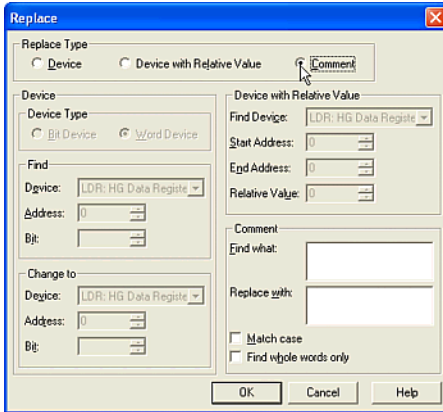 Replace
Replace Type
Device
Device with Relative Value
Comment
Device
Device Type
Bit Device
Word Device
Find
Device: LDR: HG Data Registe
Address: 0
Bit:
Change to
Device: LDR: HG Data Registe
Address: 0
Bit:
Device with Relative Value
Find Device: LDR: HG Data Registe
Start Address: 0
End Address: 0
Relative Value: 0
Comment
Find what:
Replace with:
Match case
Find whole words only
OK
Cancel
Help